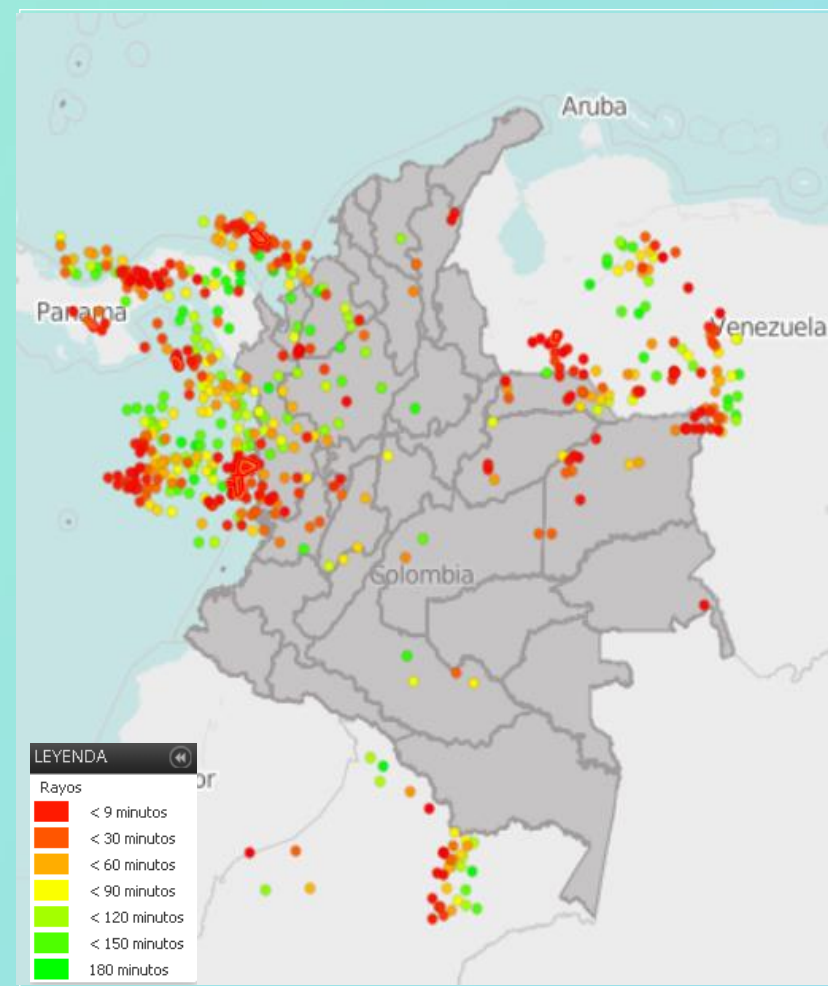 Aruba
Panama
Venezuela
Colombia
or
LEYENDA
Rayos
< 9 minutos
< 30 minutos
< 60 minutos
< 90 minutos
< 120 minutos
< 150 minutos
180 minutos